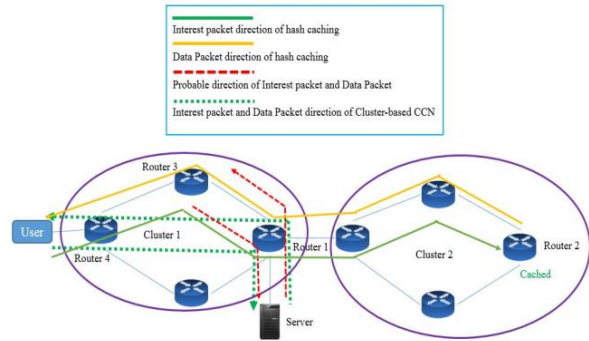 Interest packet direction of hash caching
Data Packet direction of hash caching
Probable direction of Interest packet and Data Packet
Interest packet and Data Packet direction of Cluster-based CCN
Router 3
User
Cluster 1
Router 1
Router 4
Cluster 2
Router 2
Cached
Server